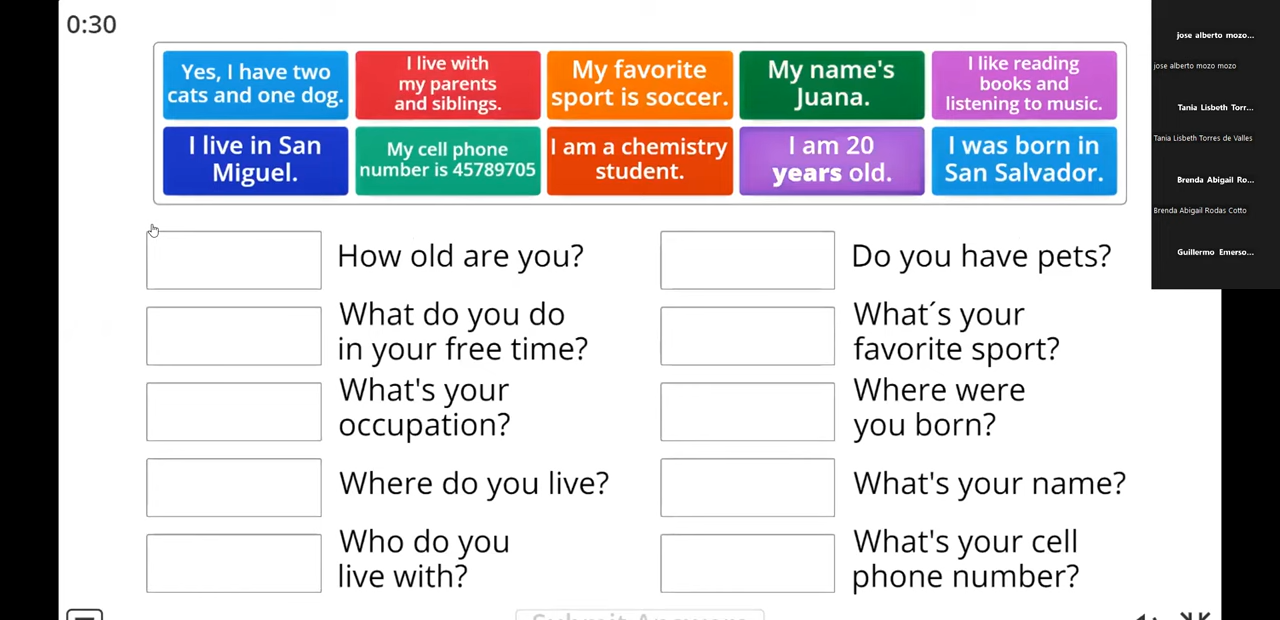 0:30
Yes, I have two
cats and one dog.
I live with
my parents
and siblings.
My favorite
sport is soccer.
My name's
Juana.
I like reading
books and
listening to music.
I live in San
Miguel.
My cell phone
number is 45789705
I am a chemistry
student.
I am 20
years old.
I was born in
San Salvador.
How old are you?
What do you do
in your free time?
What's your
occupation?
Where do you live?
Who do you
live with?
Do you have pets?
What´s your
favorite sport?
Where were
you born?
What's your name?
What's your cell
phone number?
Submit Answers
jose alberto mozo...
jose alberto mozo mozo
Tania Lisbeth Torr...
Tania Lisbeth Torres de Valles
Brenda Abigail Ro...
Brenda Abigail Rodas Cotto
Guillermo Emerso...